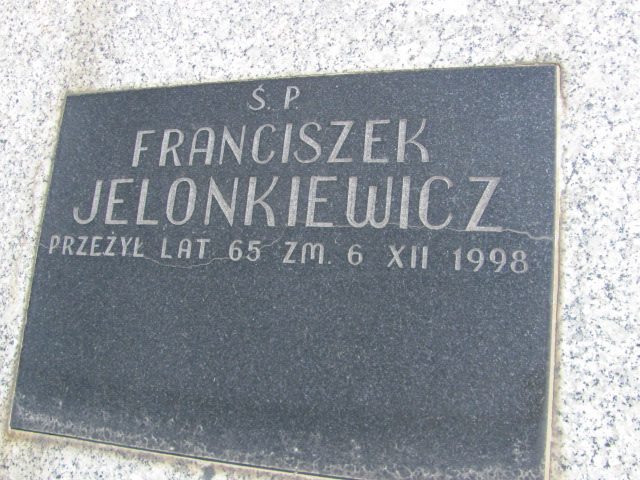 Ś. P.
FRANCISZEK
JELONKIEWICZ
PRZEŻYŁ LAT 65 ZM. 6 XII 1998